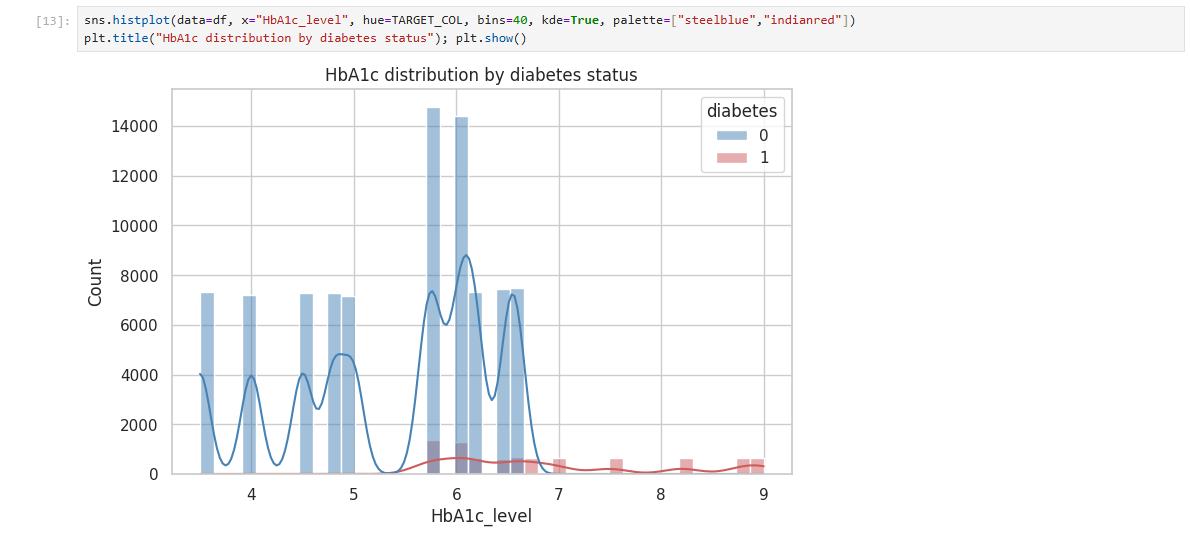 [13]: sns.histplot(data=df, x="HbA1c_level", hue=TARGET_COL, bins=40, kde=True, palette=["steelblue","indianred"])
plt.title("HbA1c distribution by diabetes status"); plt.show()
HbA1c distribution by diabetes status
diabetes
0
1
14000
12000
10000
8000
6000
4000
2000
0
Count
4 5 6 7 8 9
HbA1c_level